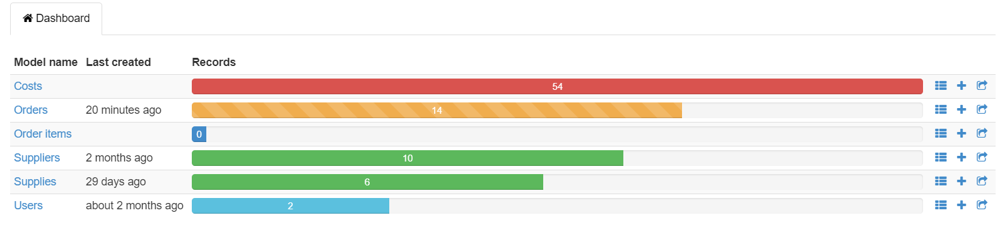 Dashboard
Model name Last created Records
Costs 54
Orders 20 minutes ago 14
Order items 0
Suppliers 2 months ago 10
Supplies 29 days ago 6
Users about 2 months ago 2